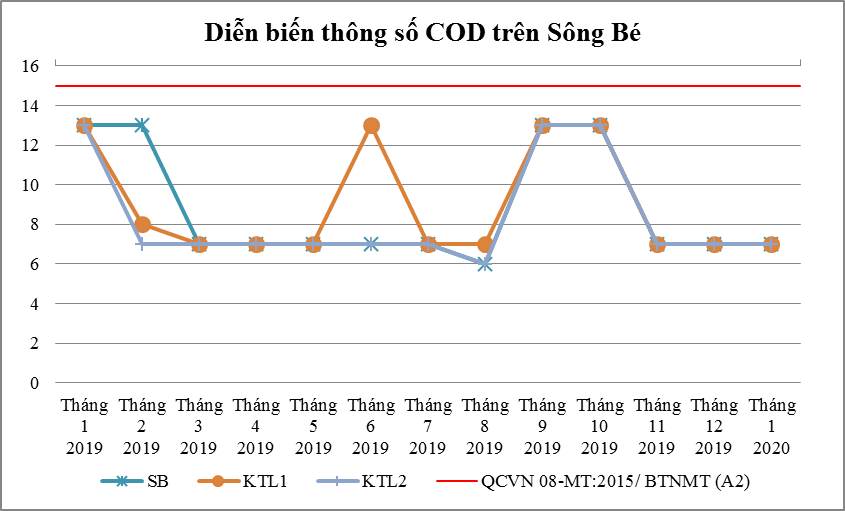 Diễn biến thông số COD trên Sông Bé
16
14
12
10
8
6
4
2
0
Tháng Tháng Tháng Tháng Tháng Tháng Tháng Tháng Tháng Tháng Tháng Tháng Tháng
1 2 3 4 5 6 7 8 9 10 11 12 1
2019 2019 2019 2019 2019 2019 2019 2019 2019 2019 2019 2019 2020
SB KTL1 KTL2 QCVN 08-MT:2015/ BTNMT (A2)